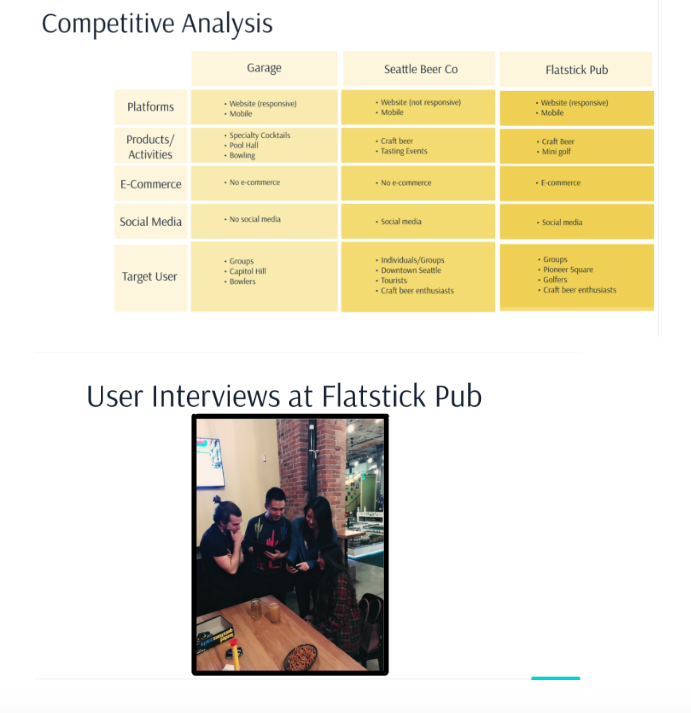 Competitive Analysis
Garage
Seattle Beer Co
Flatstick Pub
Platforms
• Website (responsive)
• Mobile
• Website (not responsive)
• Mobile
• Website (responsive)
• Mobile
Products/
Activities
• Specialty Cocktails
• Pool Hall
• Bowling
• Craft beer
• Tasting Events
• Craft Beer
• Mini golf
E-Commerce
• No e-commerce
• No e-commerce
• E-commerce
Social Media
• No social media
• Social media
• Social media
Target User
• Groups
• Capitol Hill
• Bowlers
• Individuals/Groups
• Downtown Seattle
• Tourists
• Craft beer enthusiasts
• Groups
• Pioneer Square
• Golfers
• Craft beer enthusiasts
User Interviews at Flatstick Pub